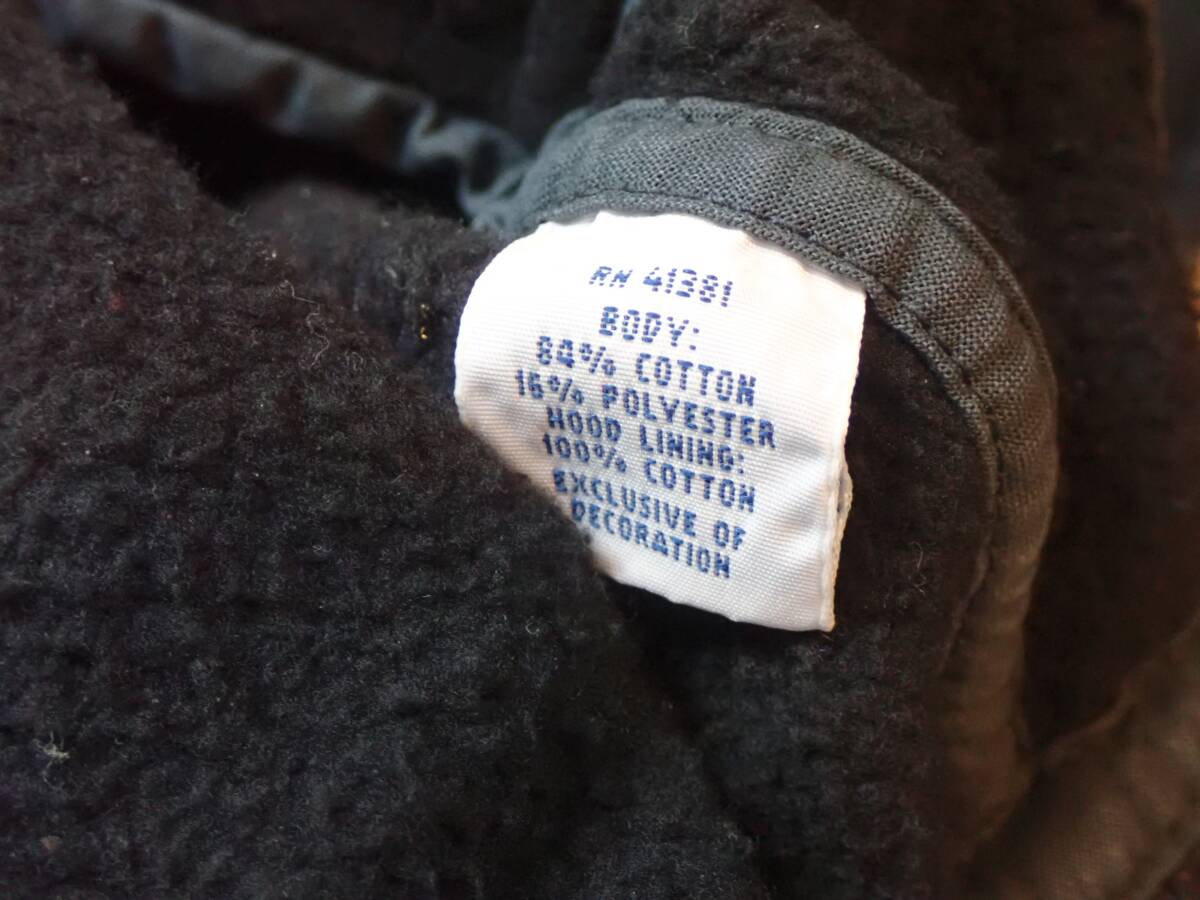 RN 41381
BODY:
84% COTTON
16% POLYESTER
HOOD LINING:
100% COTTON
EXCLUSIVE OF
DECORATION